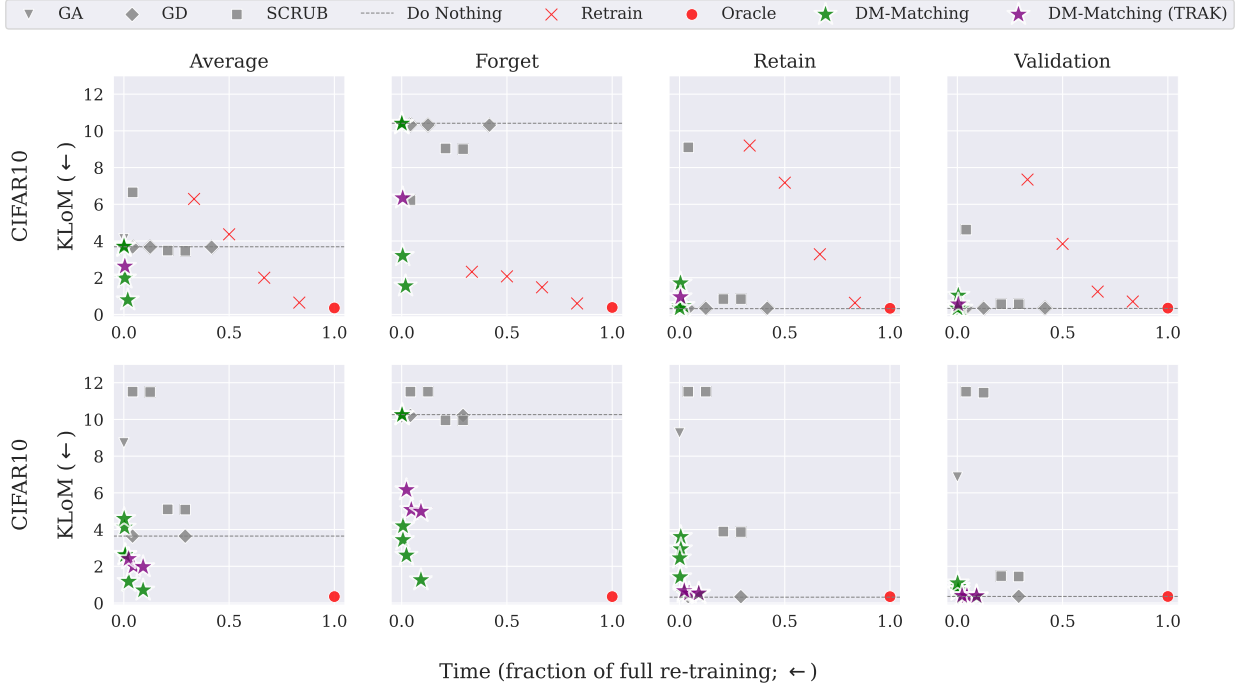 GA GD SCRUB Do Nothing Retrain Oracle DM-Matching DM-Matching (TRAK)
Average Forget Retain Validation
CIFAR10
KLoM (←)
12
10
8
6
4
2
0
0.0 0.5 1.0 0.0 0.5 1.0 0.0 0.5 1.0 0.0 0.5 1.0
CIFAR10
KLoM (←)
12
10
8
6
4
2
0
0.0 0.5 1.0 0.0 0.5 1.0 0.0 0.5 1.0 0.0 0.5 1.0
Time (fraction of full re-training; ←)